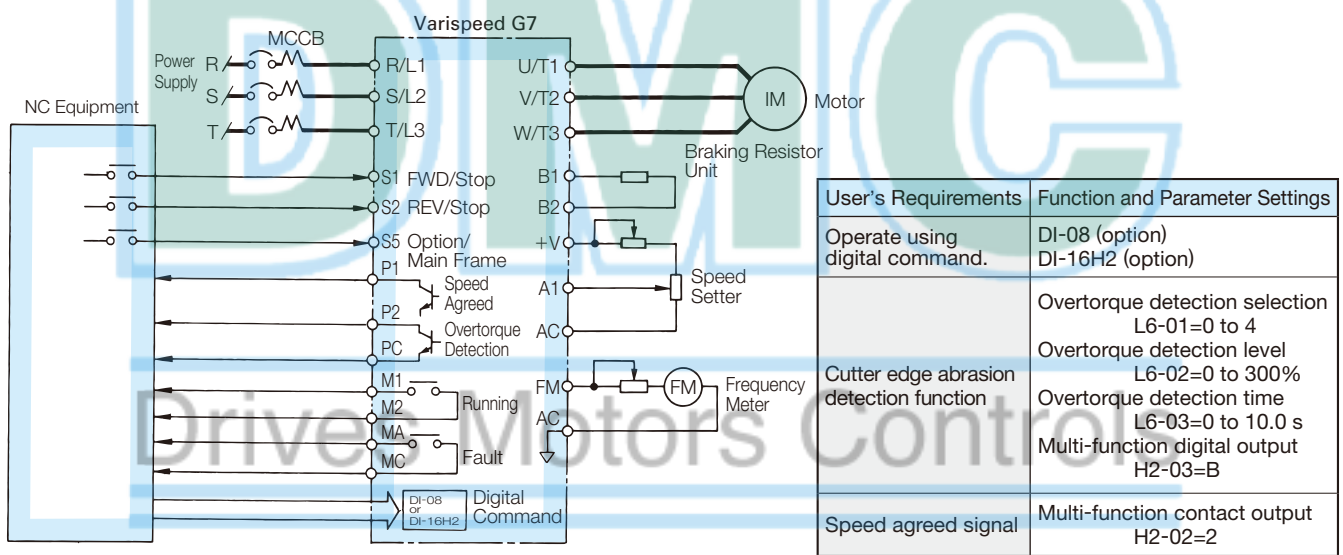 DMC
Drives Motors Controls
Varispeed G7
MCCB
Power
Supply
R
S
T
R/L1
S/L2
T/L3
U/T1
V/T2
W/T3
IM
Motor
NC Equipment
Braking Resistor
Unit
S1 FWD/Stop
S2 REV/Stop
S5 Option/
Main Frame
B1
B2
+V
A1
AC
Speed
Setter
P1
Speed
Agreed
P2
Overtorque
Detection
PC
M1
M2
Running
MA
MC
Fault
FM
AC
FM
Frequency
Meter
DI-08
or
DI-16H2
Digital
Command
User's Requirements
Function and Parameter Settings
Operate using
digital command.
DI-08 (option)
DI-16H2 (option)
Cutter edge abrasion
detection function
Overtorque detection selection
L6-01=0 to 4
Overtorque detection level
L6-02=0 to 300%
Overtorque detection time
L6-03=0 to 10.0 s
Multi-function digital output
H2-03=B
Speed agreed signal
Multi-function contact output
H2-02=2